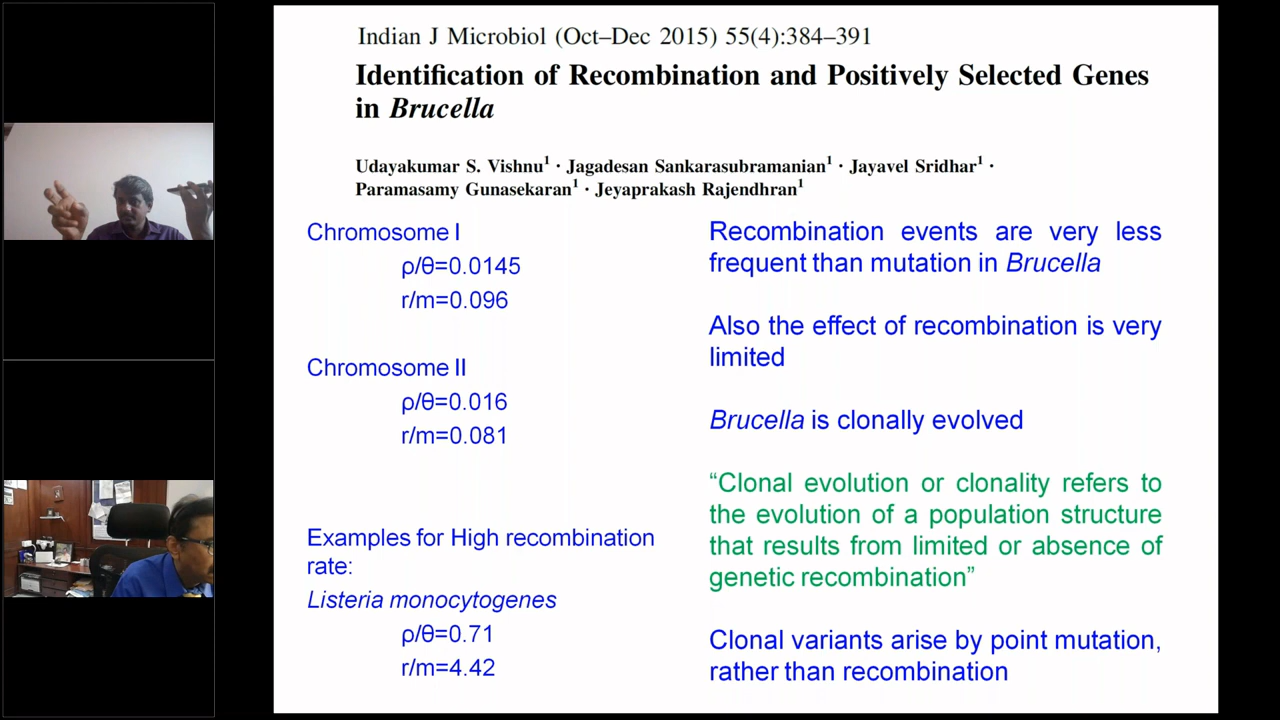 Indian J Microbiol (Oct–Dec 2015) 55(4):384–391
Identification of Recombination and Positively Selected Genes
in Brucella
Udayakumar S. Vishnu1 · Jagadesan Sankarasubramanian1 · Jayavel Sridhar1 ·
Paramasamy Gunasekaran1 · Jeyaprakash Rajendhran1
Chromosome I
ρ/θ=0.0145
r/m=0.096
Chromosome II
ρ/θ=0.016
r/m=0.081
Examples for High recombination
rate:
Listeria monocytogenes
ρ/θ=0.71
r/m=4.42
Recombination events are very less
frequent than mutation in Brucella
Also the effect of recombination is very
limited
Brucella is clonally evolved
“Clonal evolution or clonality refers to
the evolution of a population structure
that results from limited or absence of
genetic recombination”
Clonal variants arise by point mutation,
rather than recombination